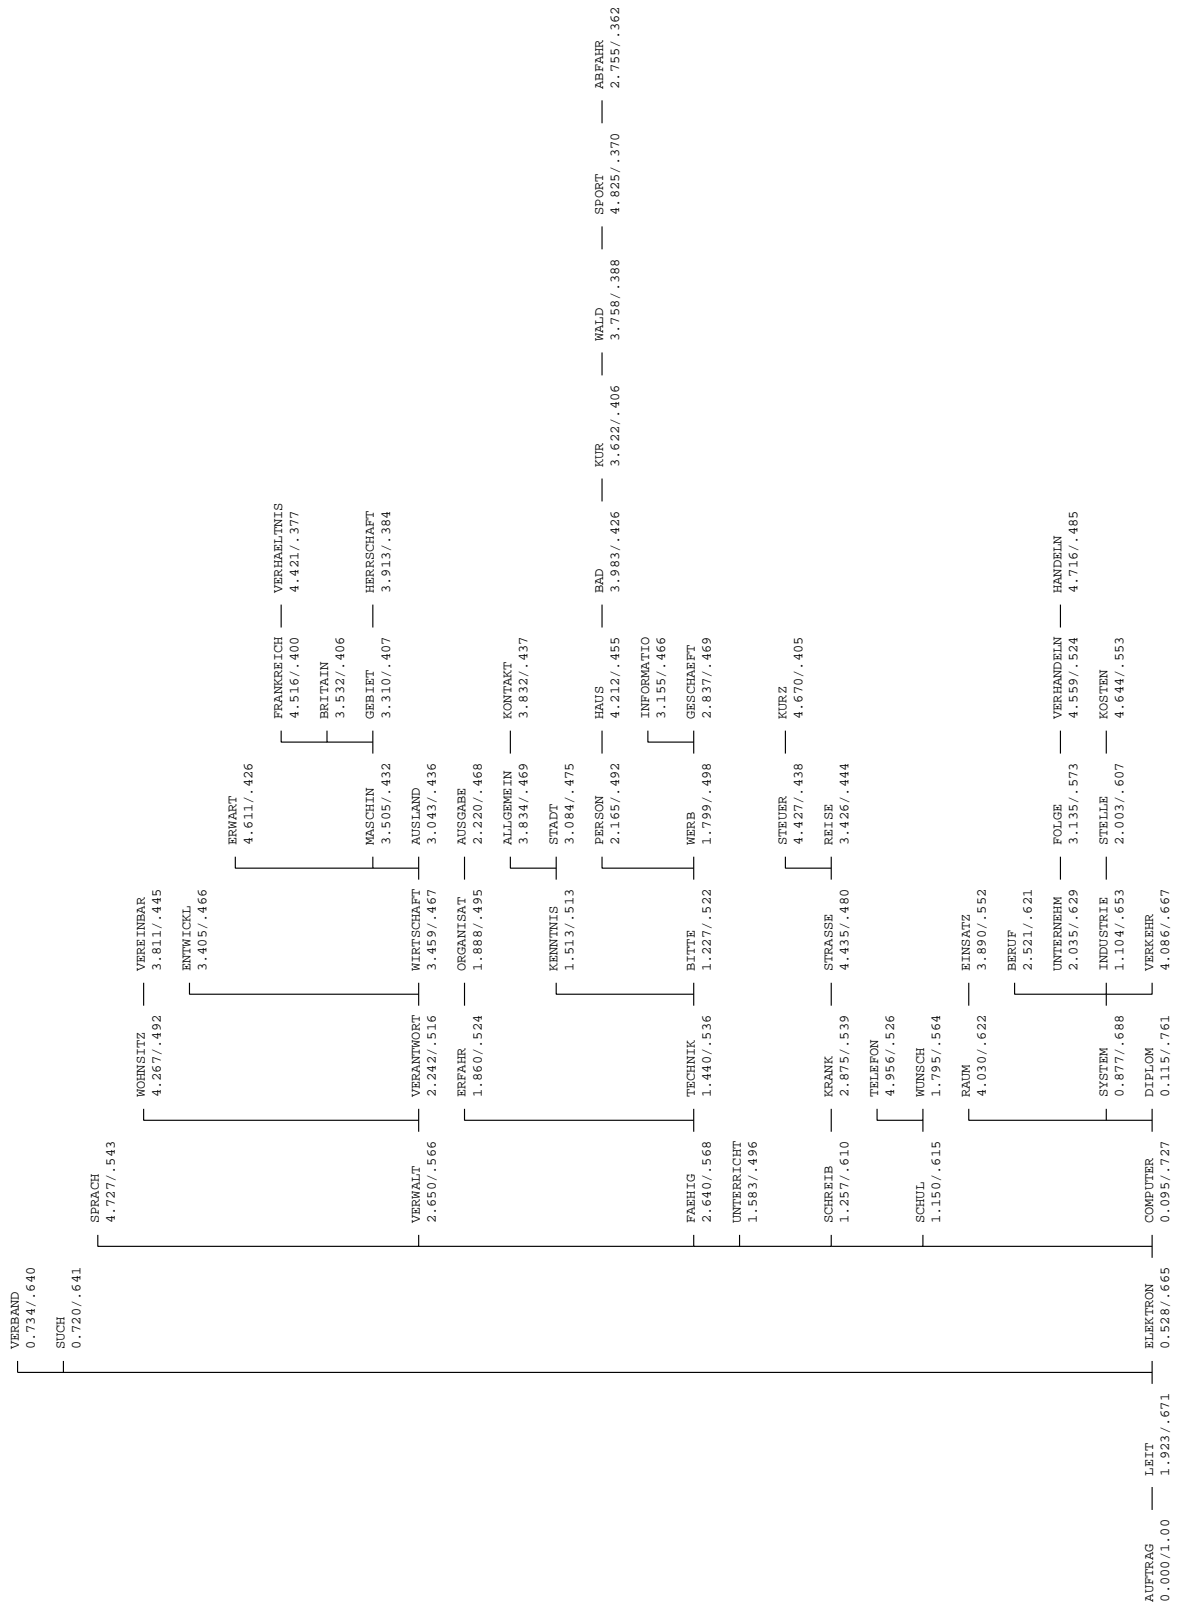 VERBAND
0.734/.640
SUCH
0.720/.641
SPRACH
4.727/.543
WOHNSITZ VEREINBAR
4.267/.492 3.811/.445
ENTWICKL
3.405/.466
ERWART
4.611/.426
FRANKREICH VERHAELTNIS
4.516/.400 4.421/.377
BRITAIN
3.532/.406
MASCHIN GEBIET HERRSCHAFT
3.505/.432 3.310/.407 3.913/.384
VERWALT VERANTWORT WIRTSCHAFT AUSLAND
2.650/.566 2.242/.516 3.459/.467 3.043/.436
ERFAHR ORGANISAT AUSGABE
1.860/.524 1.888/.495 2.220/.468
ALLGEMEIN KONTAKT
3.834/.469 3.832/.437
KENNTNIS STADT
1.513/.513 3.084/.475
PERSON HAUS BAD KUR WALD SPORT ABFAHR
2.165/.492 4.212/.455 3.983/.426 3.622/.406 3.758/.388 4.825/.370 2.755/.362
INFORMATIO
3.155/.466
FAEHIG TECHNIK BITTE WERB GESCHAEFT
2.640/.568 1.440/.536 1.227/.522 1.799/.498 2.837/.469
UNTERRICHT
1.583/.496
STEUER KURZ
4.427/.438 4.670/.405
SCHREIB KRANK STRASSE REISE
1.257/.610 2.875/.539 4.435/.480 3.426/.444
TELEFON
4.956/.526
SCHUL WUNSCH
1.150/.615 1.795/.564
RAUM EINSATZ
4.030/.622 3.890/.552
BERUF
2.521/.621
UNTERNEHM FOLGE VERHANDELN HANDELN
2.035/.629 3.135/.573 4.559/.524 4.716/.485
SYSTEM INDUSTRIE STELLE KOSTEN
0.877/.688 1.104/.653 2.003/.607 4.644/.553
AUFTRAG LEIT ELEKTRON COMPUTER DIPLOM VERKEHR
0.000/1.00 1.923/.671 0.528/.665 0.095/.727 0.115/.761 4.086/.667